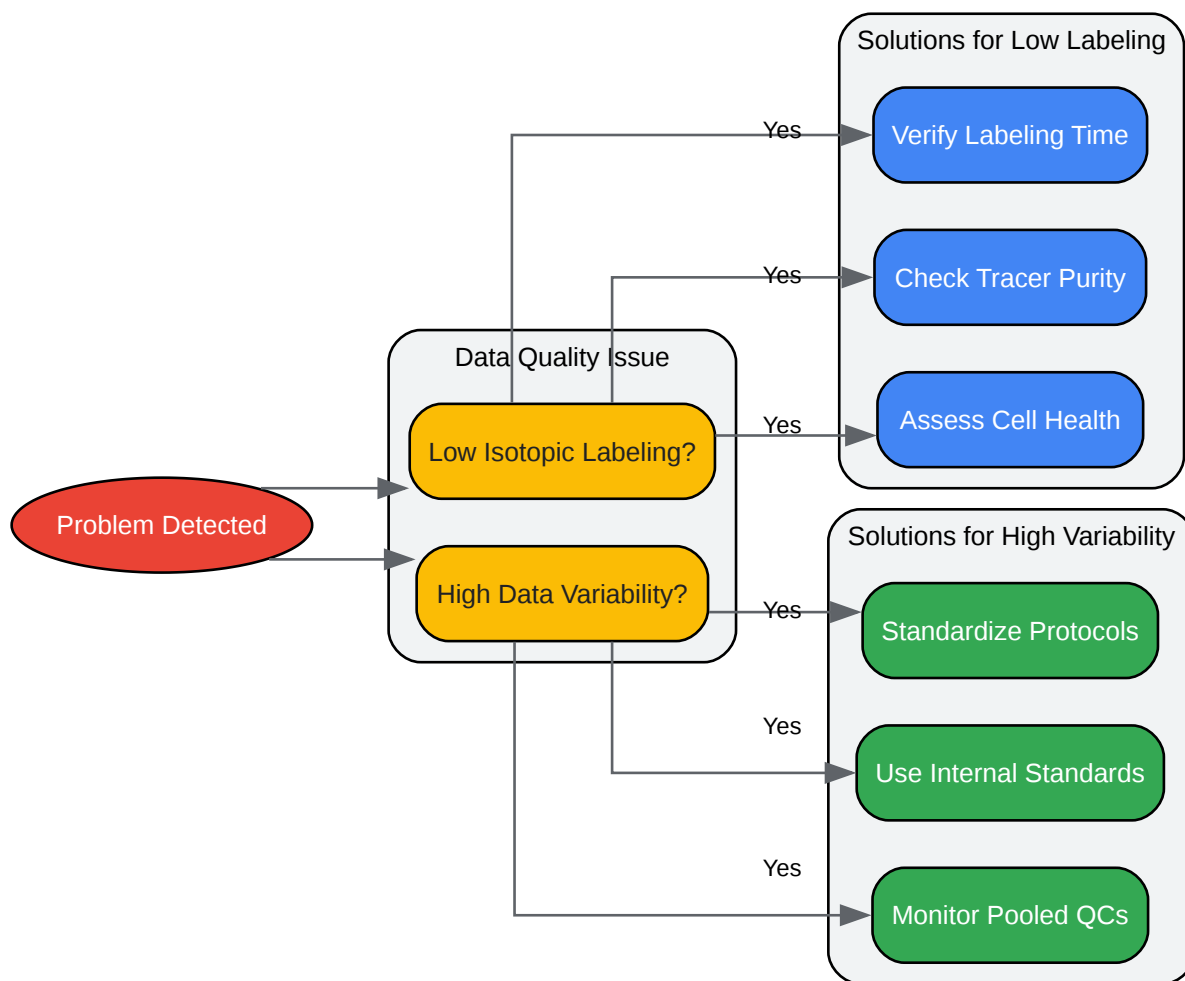 Solutions for Low Labeling
Yes
Verify Labeling Time
Yes
Check Tracer Purity
Data Quality Issue
Low Isotopic Labeling?
Yes
Assess Cell Health
Problem Detected
High Data Variability?
Solutions for High Variability
Yes
Standardize Protocols
Yes
Use Internal Standards
Yes
Monitor Pooled QCs